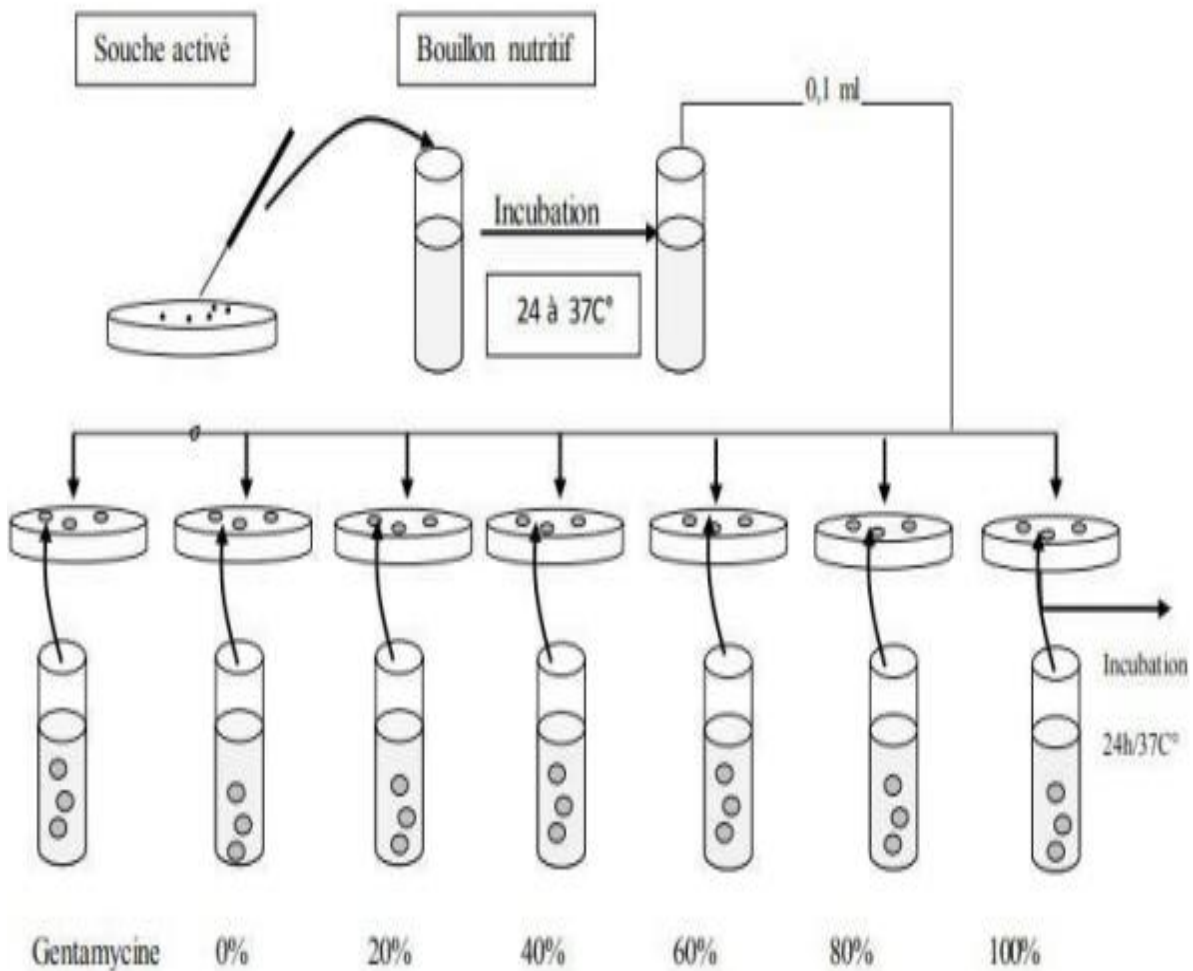 Souche activé
Bouillon nutritif
0,1 ml
Incubation
24 à 37C°
Incubation
24h/37C°
Gentamycine 0% 20% 40% 60% 80% 100%